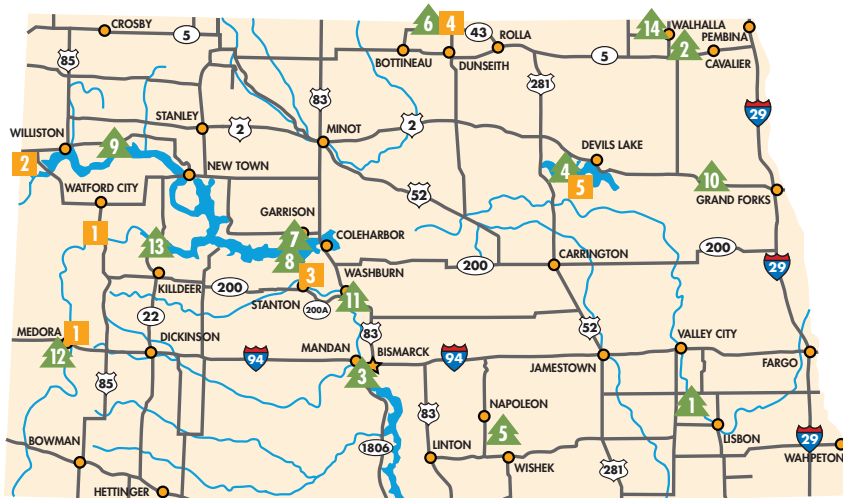 CROSBY
5
85
6
4
43
ROLLA
BOTTINEAU
DUNSEITH
14
WALHALLA
PEMBINA
2
CAVALIER
5
83
281
STANLEY
2
2
29
WILLISTON
9
MINOT
DEVILS LAKE
2
NEW TOWN
4
5
10
GRAND FORKS
WATFORD CITY
52
1
GARRISON
7
COLEHARBOR
13
8
CARRINGTON
200
200
29
KILLDEER
200
3
WASHBURN
STANTON
200A
11
22
83
52
MEDORA
1
12
DICKINSON
94
MANDAN
BISMARCK
94
3
JAMESTOWN
VALLEY CITY
FARGO
85
83
NAPOLEON
1
5
LISBON
BOWMAN
1806
LINTON
WISHEK
281
29
WAHPETON
HETTINGER